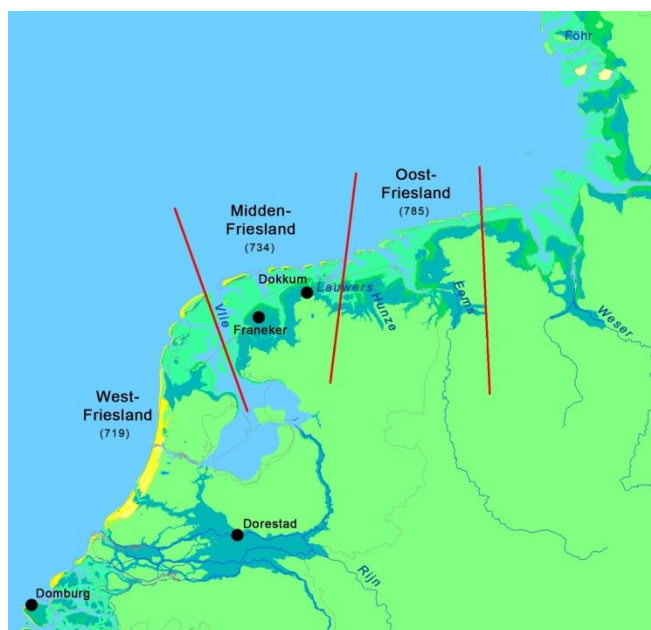 Föhr
Oost-
Friesland
(785)
Midden-
Friesland
(734)
Dokkum
Lauwers
Hunze
Eems
Weser
Vlie
Franeker
West-
Friesland
(719)
Dorestad
Rijn
Domburg